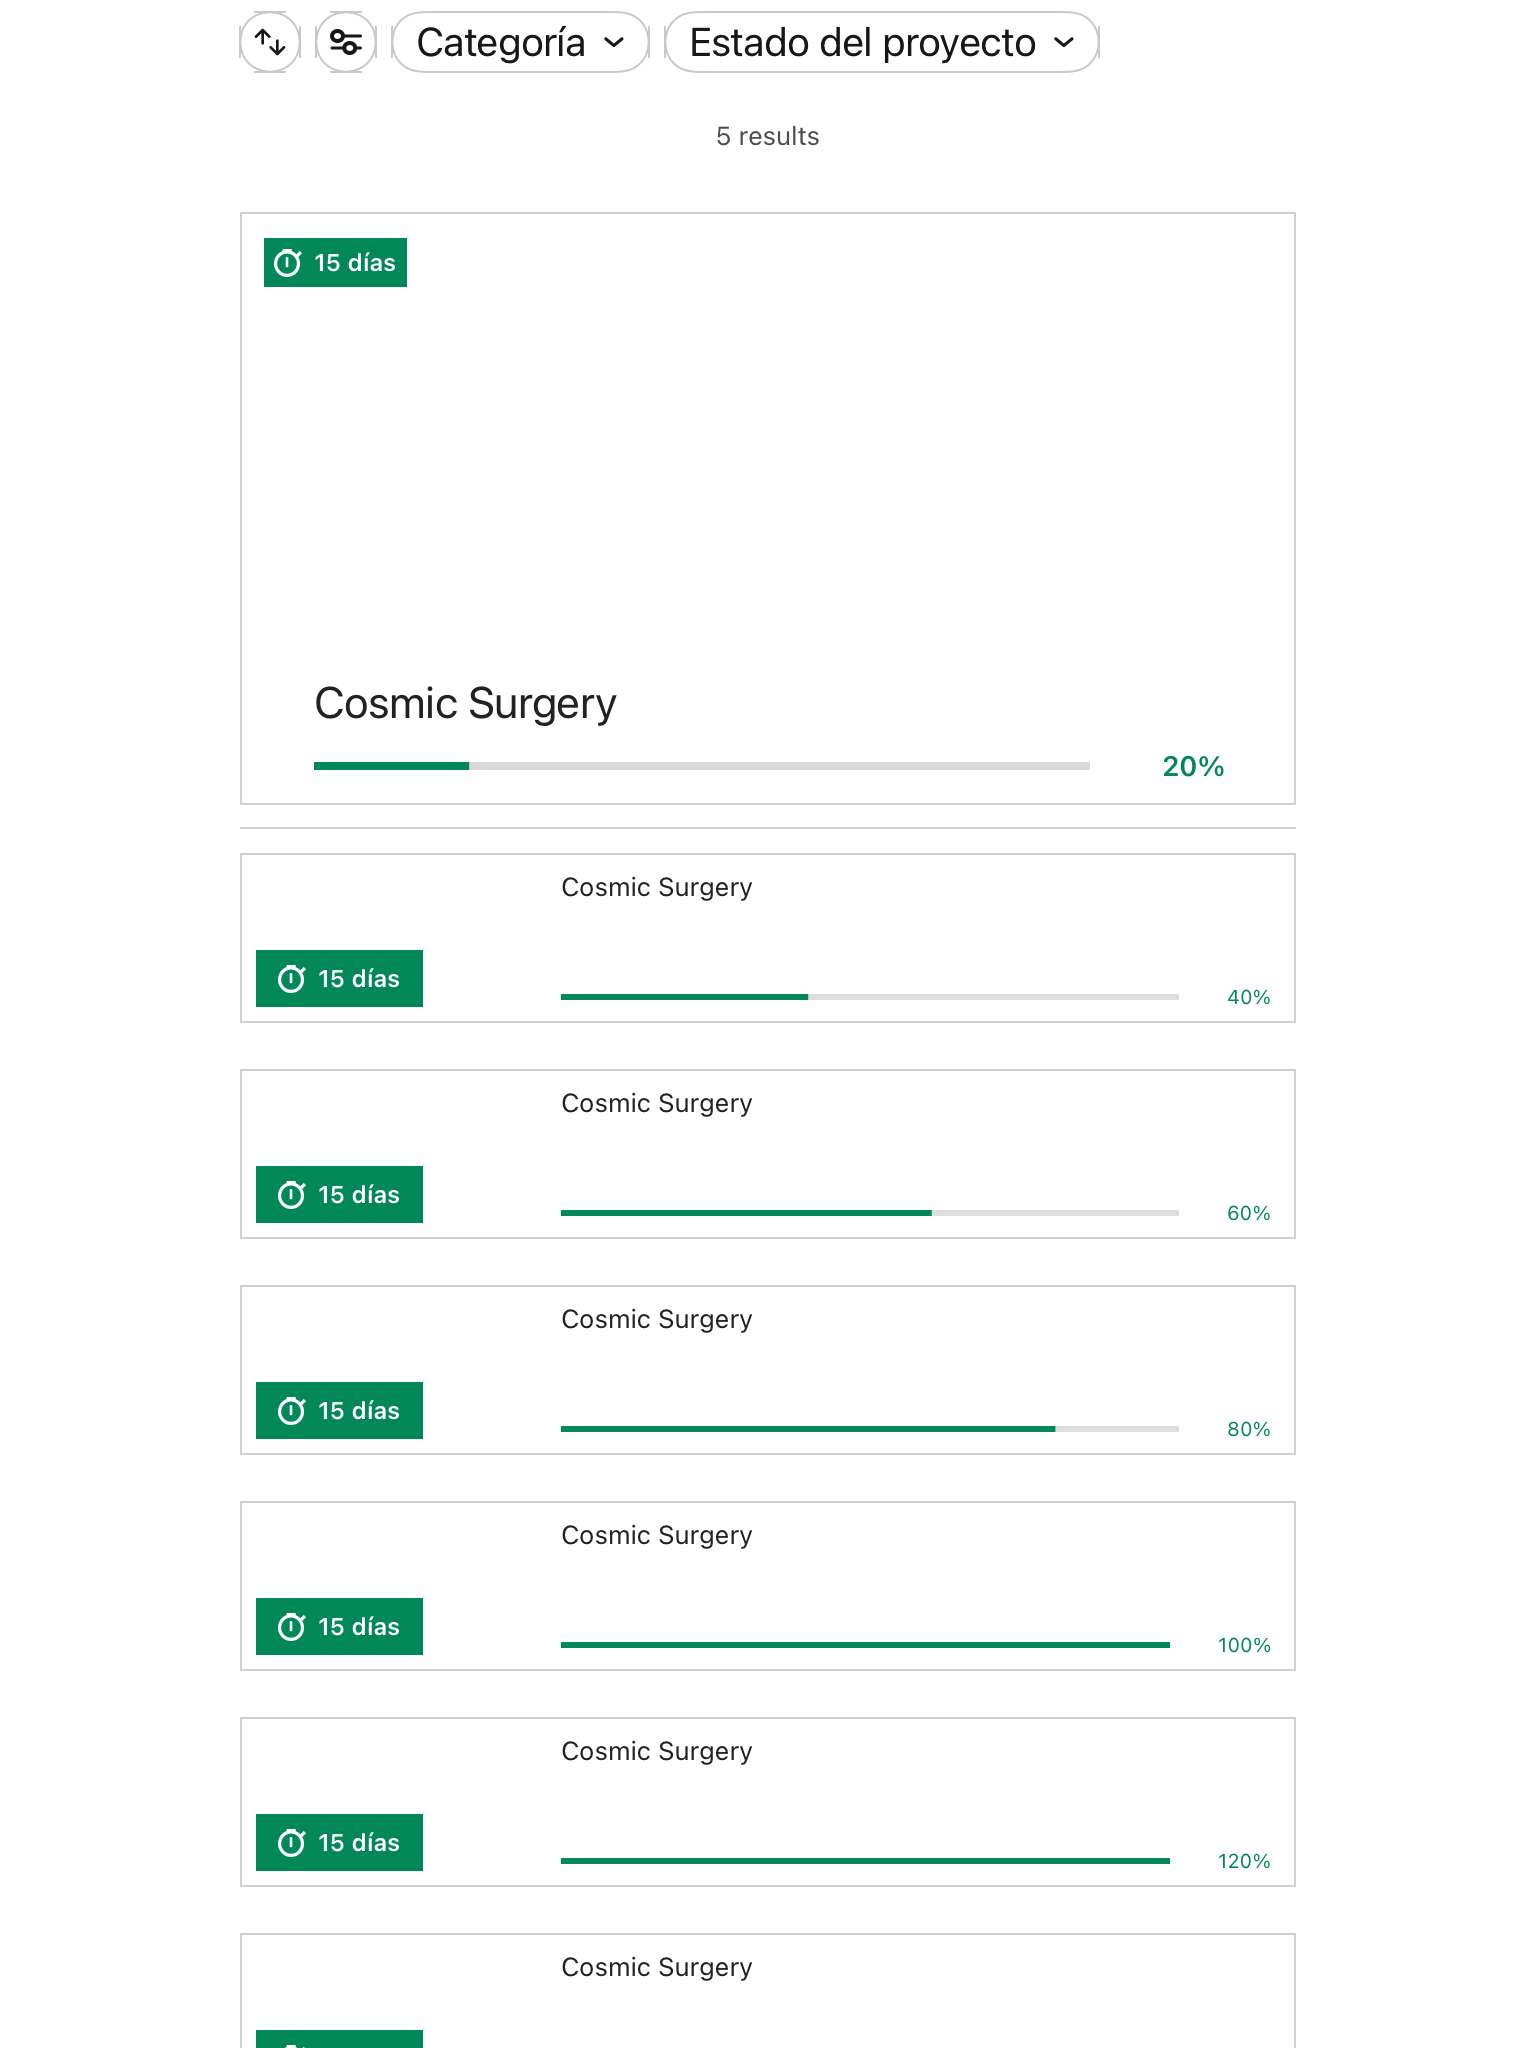 Categoría
Estado del proyecto
5 results
15 días
Cosmic Surgery
20%
Cosmic Surgery
15 días
40%
Cosmic Surgery
15 días
60%
Cosmic Surgery
15 días
80%
Cosmic Surgery
15 días
100%
Cosmic Surgery
15 días
120%
Cosmic Surgery